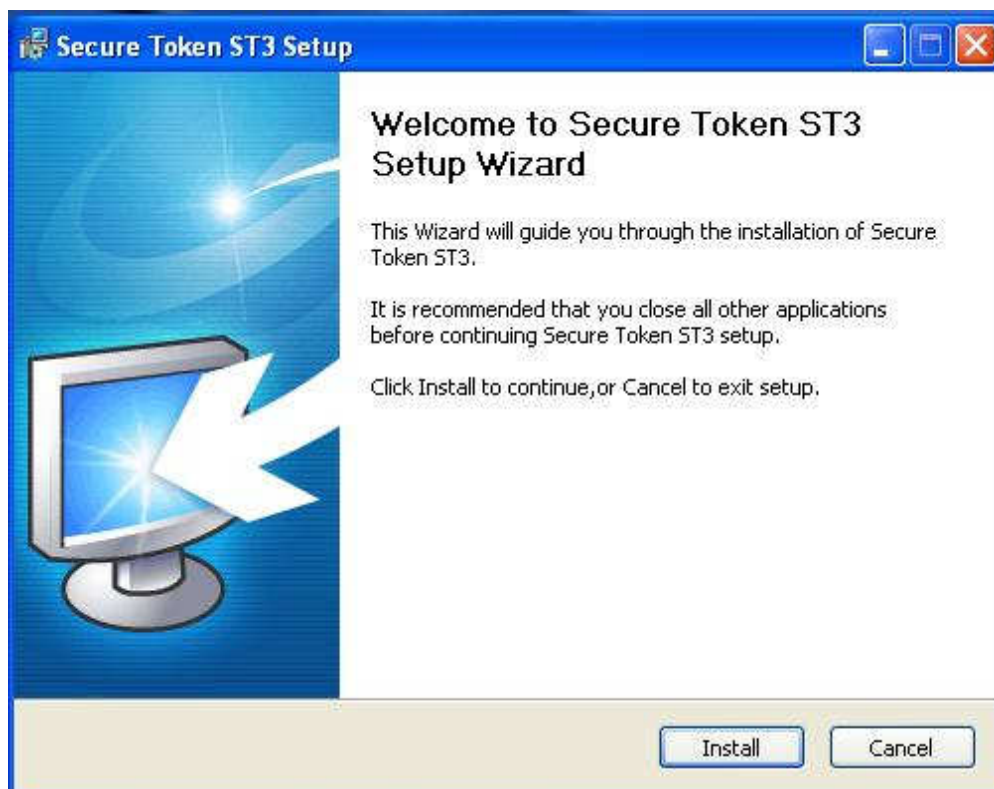 Secure Token ST3 Setup
Welcome to Secure Token ST3
Setup Wizard
This Wizard will guide you through the installation of Secure
Token ST3.
It is recommended that you close all other applications
before continuing Secure Token ST3 setup.
Click Install to continue,or Cancel to exit setup.
Install
Cancel